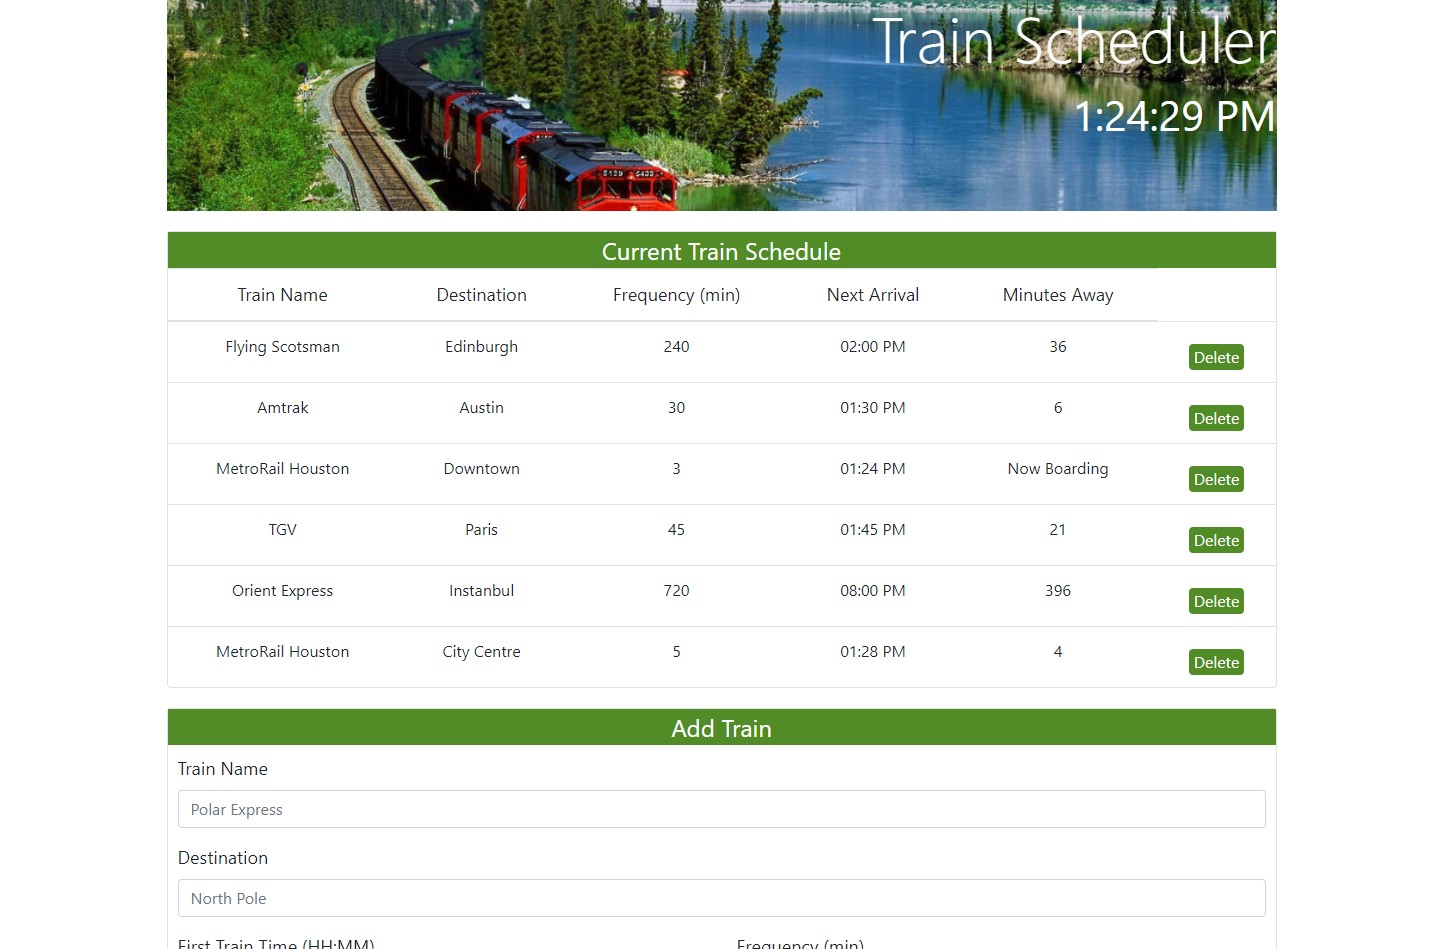 Train Scheduler
1:24:29 PM
5439 5439
Current Train Schedule
Train Name Destination Frequency (min) Next Arrival Minutes Away
Flying Scotsman Edinburgh 240 02:00 PM 36 Delete
Amtrak Austin 30 01:30 PM 6 Delete
MetroRail Houston Downtown 3 01:24 PM Now Boarding Delete
TGV Paris 45 01:45 PM 21 Delete
Orient Express Instanbul 720 08:00 PM 396 Delete
MetroRail Houston City Centre 5 01:28 PM 4 Delete
Add Train
Train Name
Polar Express
Destination
North Pole
First Train Time (HH:MM) Frequency (min)